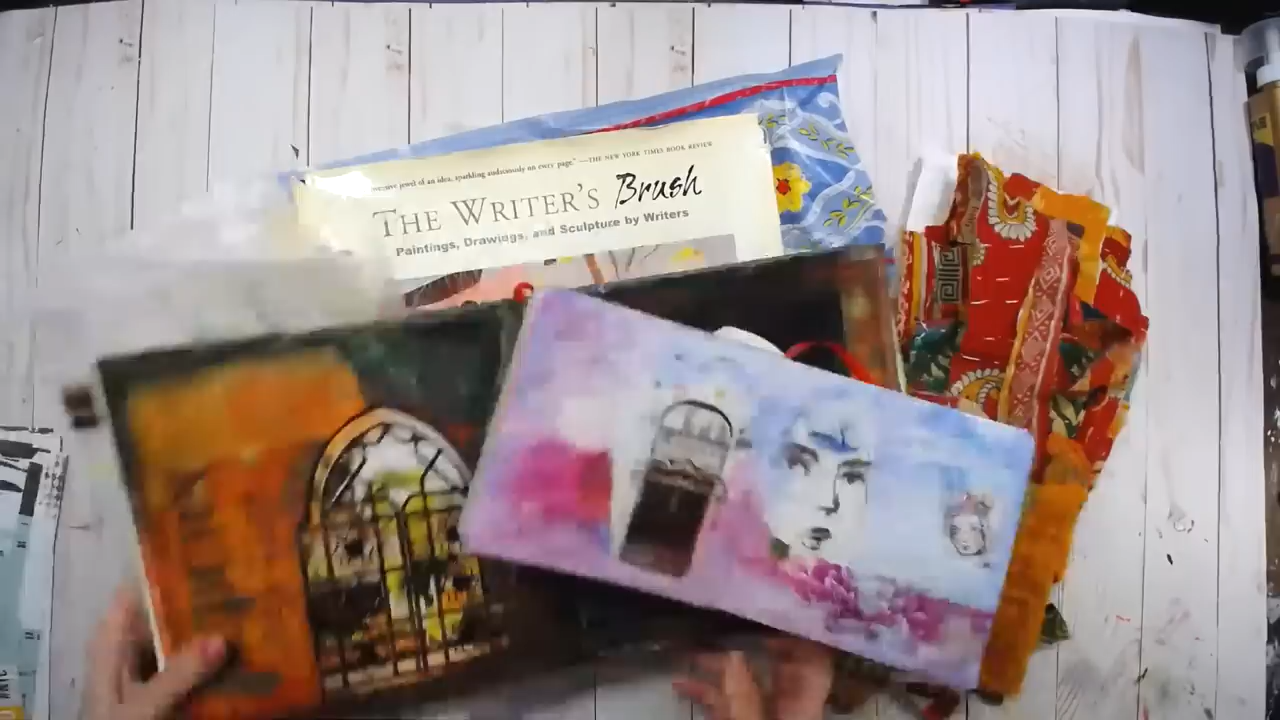 jewel of an idea, sparkling audaciously on every page." —THE NEW YORK TIMES BOOK REVIEW
THE WRITER'S Brush
Paintings, Drawings, and Sculpture by Writers